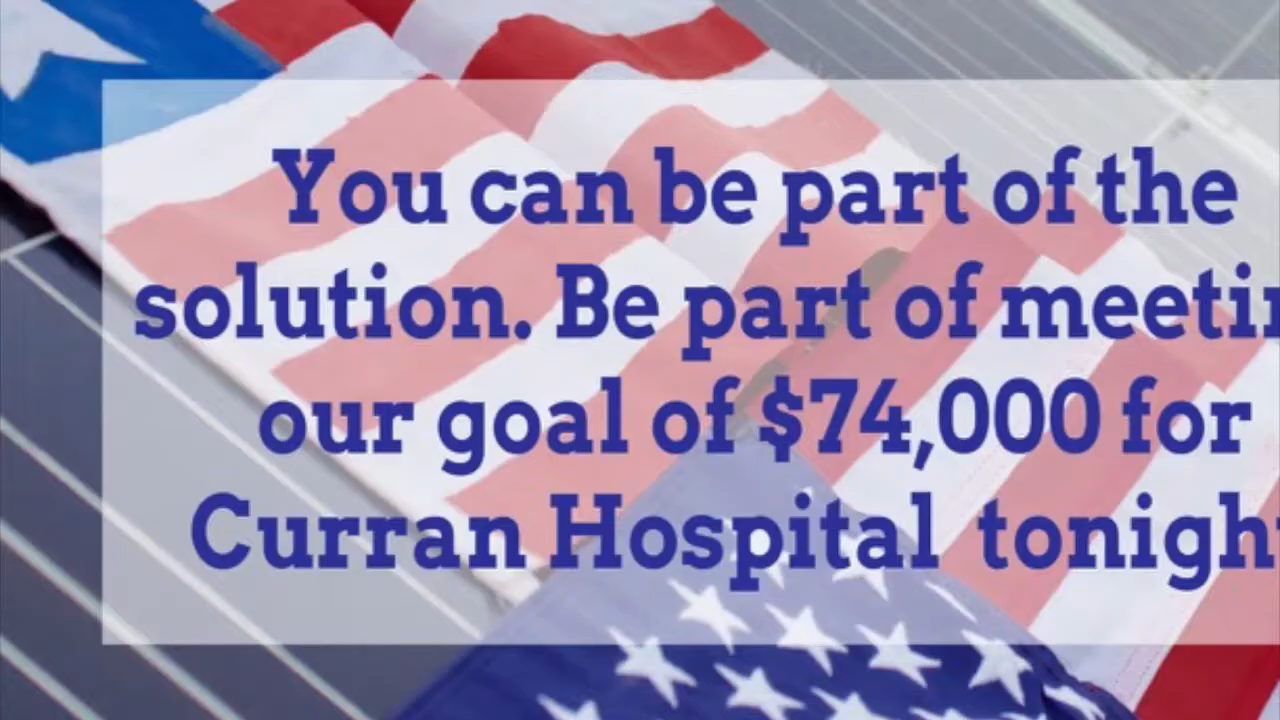 You can be part of the
solution. Be part of meetin
our goal of $74,000 for
Curran Hospital tonigh